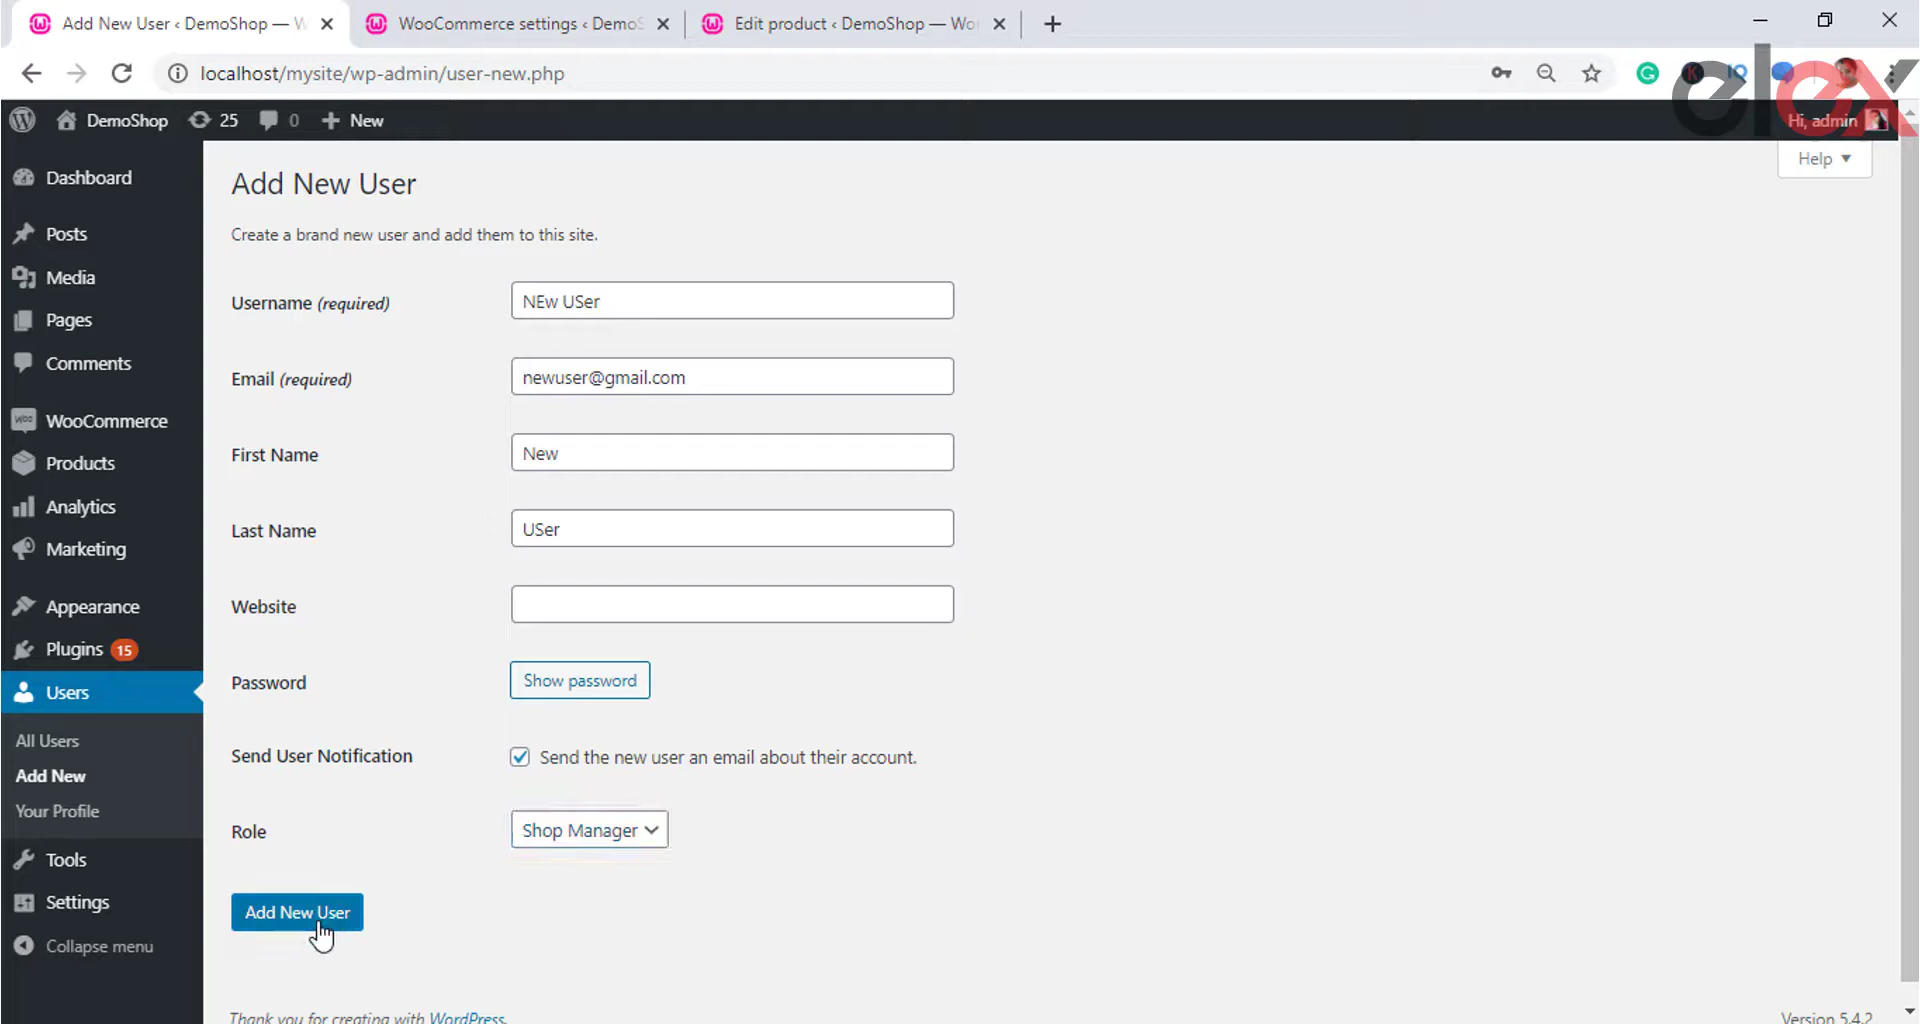 Add New User ‹ DemoShop — W
WooCommerce settings ‹ DemoS
Edit product ‹ DemoShop — Wo
localhost/mysite/wp-admin/user-new.php
elex
DemoShop
25
0
New
Hi, admin
Help
Dashboard
Posts
Media
Pages
Comments
WooCommerce
Products
Analytics
Marketing
Appearance
Plugins 15
Users
All Users
Add New
Your Profile
Tools
Settings
Collapse menu
Add New User
Create a brand new user and add them to this site.
Username (required)
NEw USer
Email (required)
newuser@gmail.com
First Name
New
Last Name
USer
Website
Password
Show password
Send User Notification
Send the new user an email about their account.
Role
Shop Manager
Add New User
Thank you for creating with WordPress.
Version 5.4.2